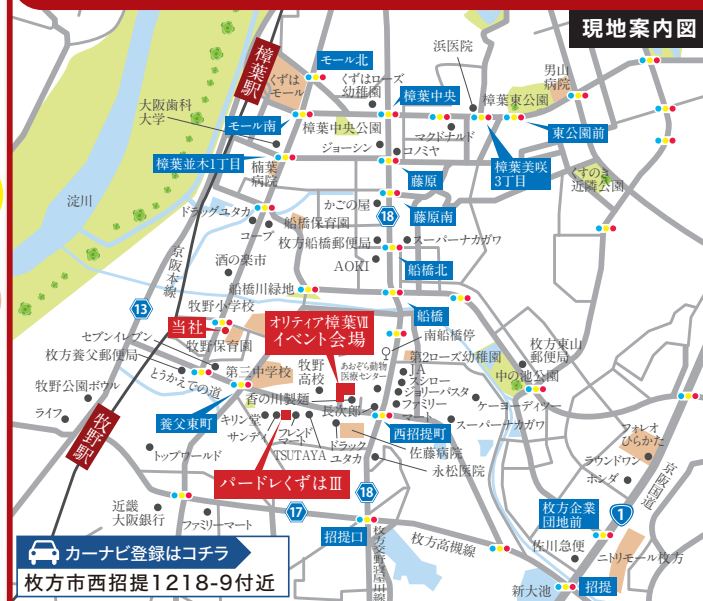 現地案内図
モール北
浜医院
樟葉駅
くずは
モール
くずはローズ
幼稚園
男山
病院
大阪歯科
大学
樟葉中央
樟葉東公園
モール南
樟葉中央公園
マクドナルド
東公園前
ジョーシン
コノミヤ
樟葉並木1丁目
樟葉美咲
3丁目
楠葉
病院
藤原
くすのき
近隣公園
淀川
かごの屋
ドラッグユタカ
船橋保育園
18
藤原南
コープ
枚方船橋郵便局
スーパーナカガワ
京阪本線
酒の楽市
AOKI
船橋北
船橋川緑地
13
牧野小学校
船橋
当社
オリティア樟葉Ⅶ
イベント会場
南船橋停
セブンイレブン
牧野保育園
枚方東山
郵便局
枚方養父郵便局
第三中学校
牧野
高校
あおぞら動物
医療センター
第2ローズ幼稚園
JA
中の池公園
とうかえでの道
スシロー
牧野公園ボウル
香の川製麺
ジョリーパスタ
ライフ
養父東町
キリン堂
長次郎
ファミリー
マート
ケーヨーデイツー
サンディ
フレンド
マート
西招提町
スーパーナカガワ
フォレオ
ひらかた
牧野駅
TSUTAYA
ドラッグ
ユタカ
佐藤病院
トップワールド
永松医院
ラウンドワン
京阪国道
パードレくずはⅢ
ホンダ
近畿
大阪銀行
18
17
枚方企業
団地前
1
ファミリーマート
招提口
枚方高槻線
佐川急便
ニトリモール枚方
カーナビ登録はコチラ
枚方交野寝屋川線
枚方市西招提1218-9付近
新大池
招提